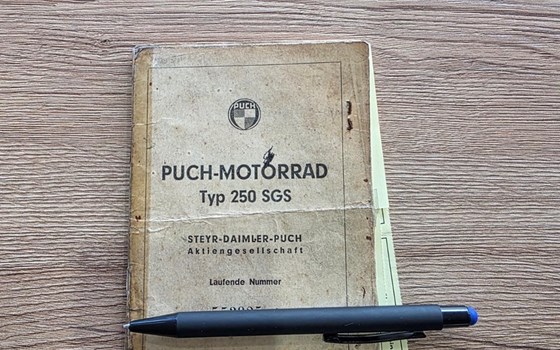 PUCH
PUCH-MOTORRAD
Typ 250 SGS
STEYR-DAIMLER-PUCH
Aktiengesellschaft
Laufende Nummer